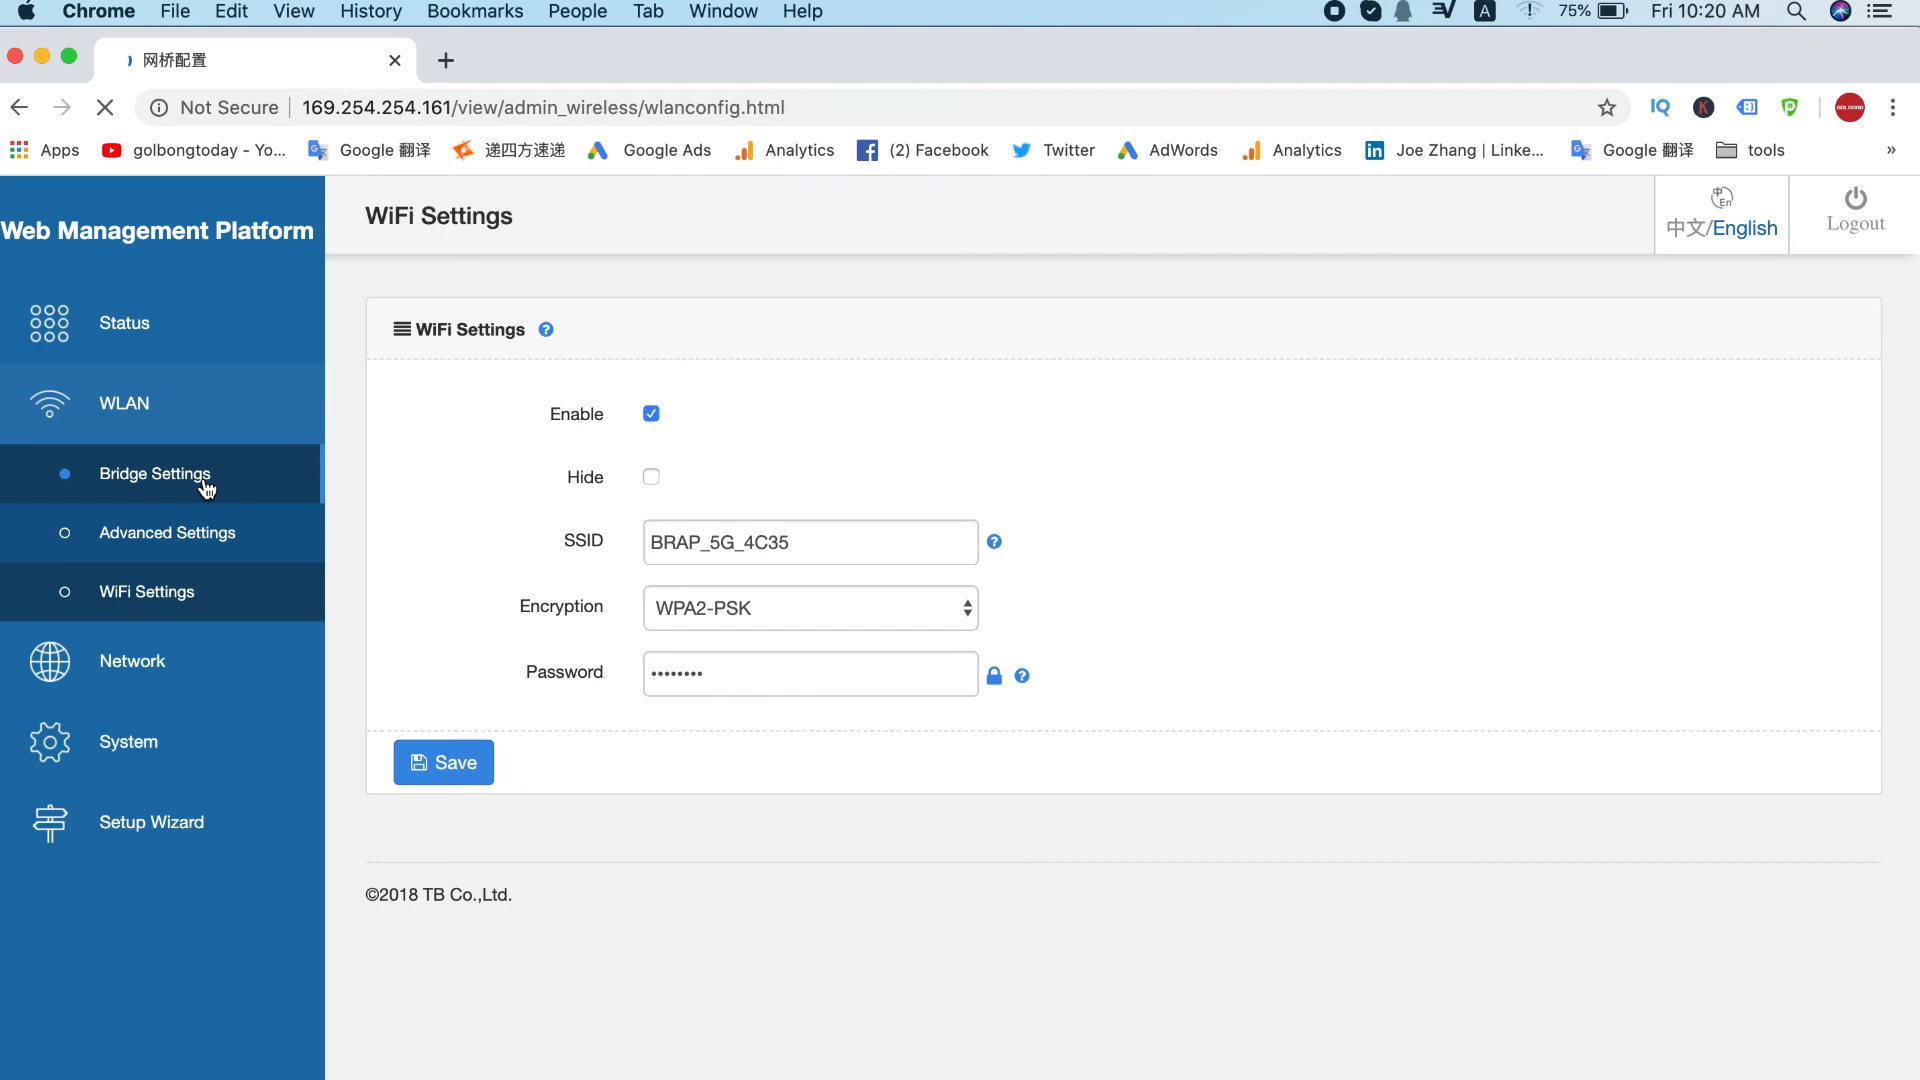 Chrome File Edit View History Bookmarks People Tab Window Help 75% Fri 10:20 AM
网桥配置
Not Secure 169.254.254.161/view/admin_wireless/wlanconfig.html
Apps golbongtoday - Yo... Google 翻译 递四方速递 Google Ads Analytics (2) Facebook Twitter AdWords Analytics Joe Zhang | Linke... Google 翻译 tools »
Web Management Platform
WiFi Settings
中文/English
Logout
Status
WLAN
Bridge Settings
Advanced Settings
WiFi Settings
Network
System
Setup Wizard
WiFi Settings
Enable
Hide
SSID BRAP_5G_4C35
Encryption WPA2-PSK
Password ••••••••
Save
©2018 TB Co.,Ltd.